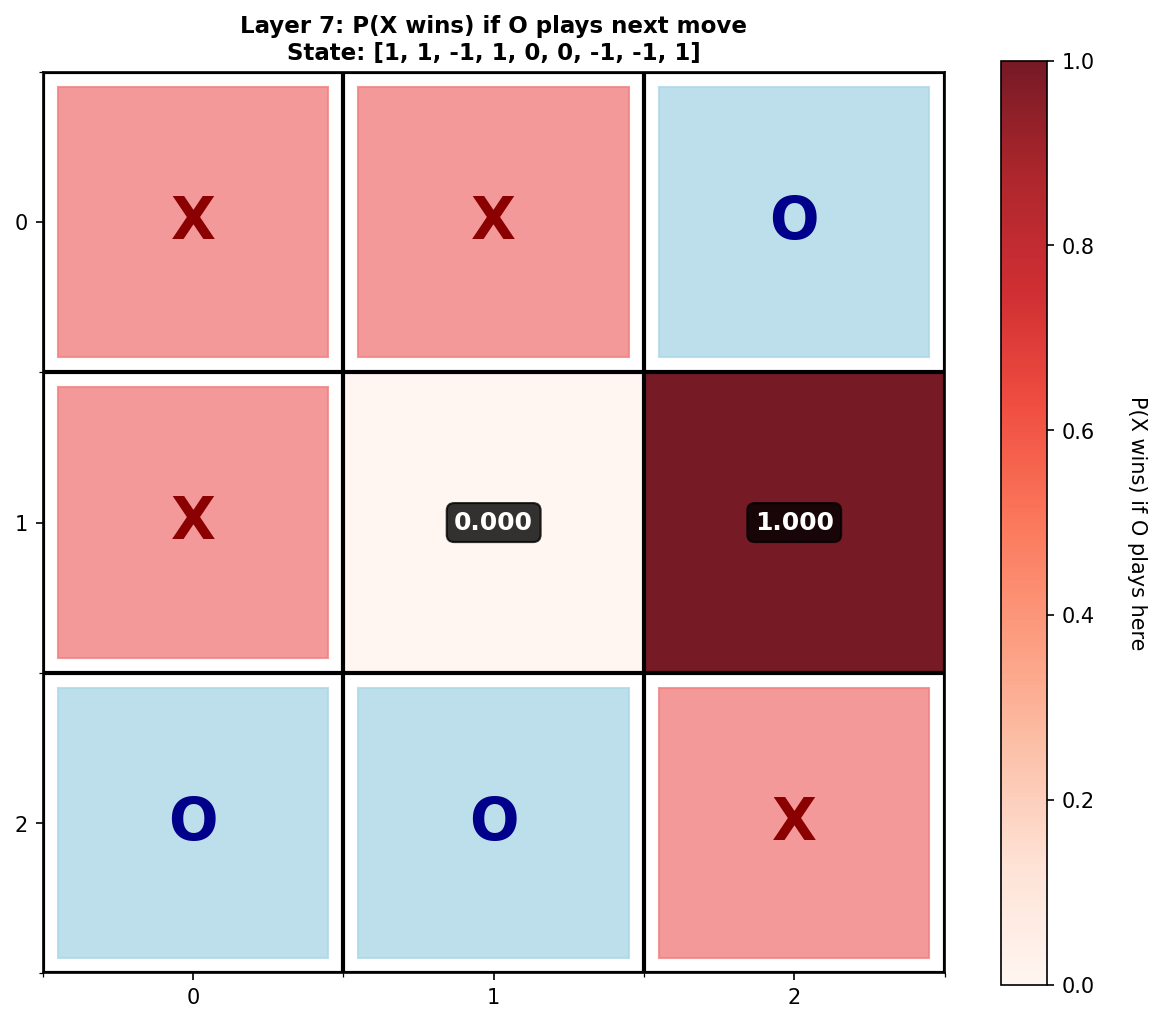 Layer 7: P(X wins) if O plays next move
State: [1, 1, -1, 1, 0, 0, -1, -1, 1]
0
X
X
O
1
X
0.000
1.000
2
O
O
X
0
1
2
1.0
0.8
0.6
0.4
0.2
0.0
P(X wins) if O plays here